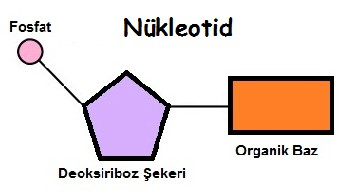 Nükleotid
Fosfat
Organik Baz
Deoksiriboz Şekeri